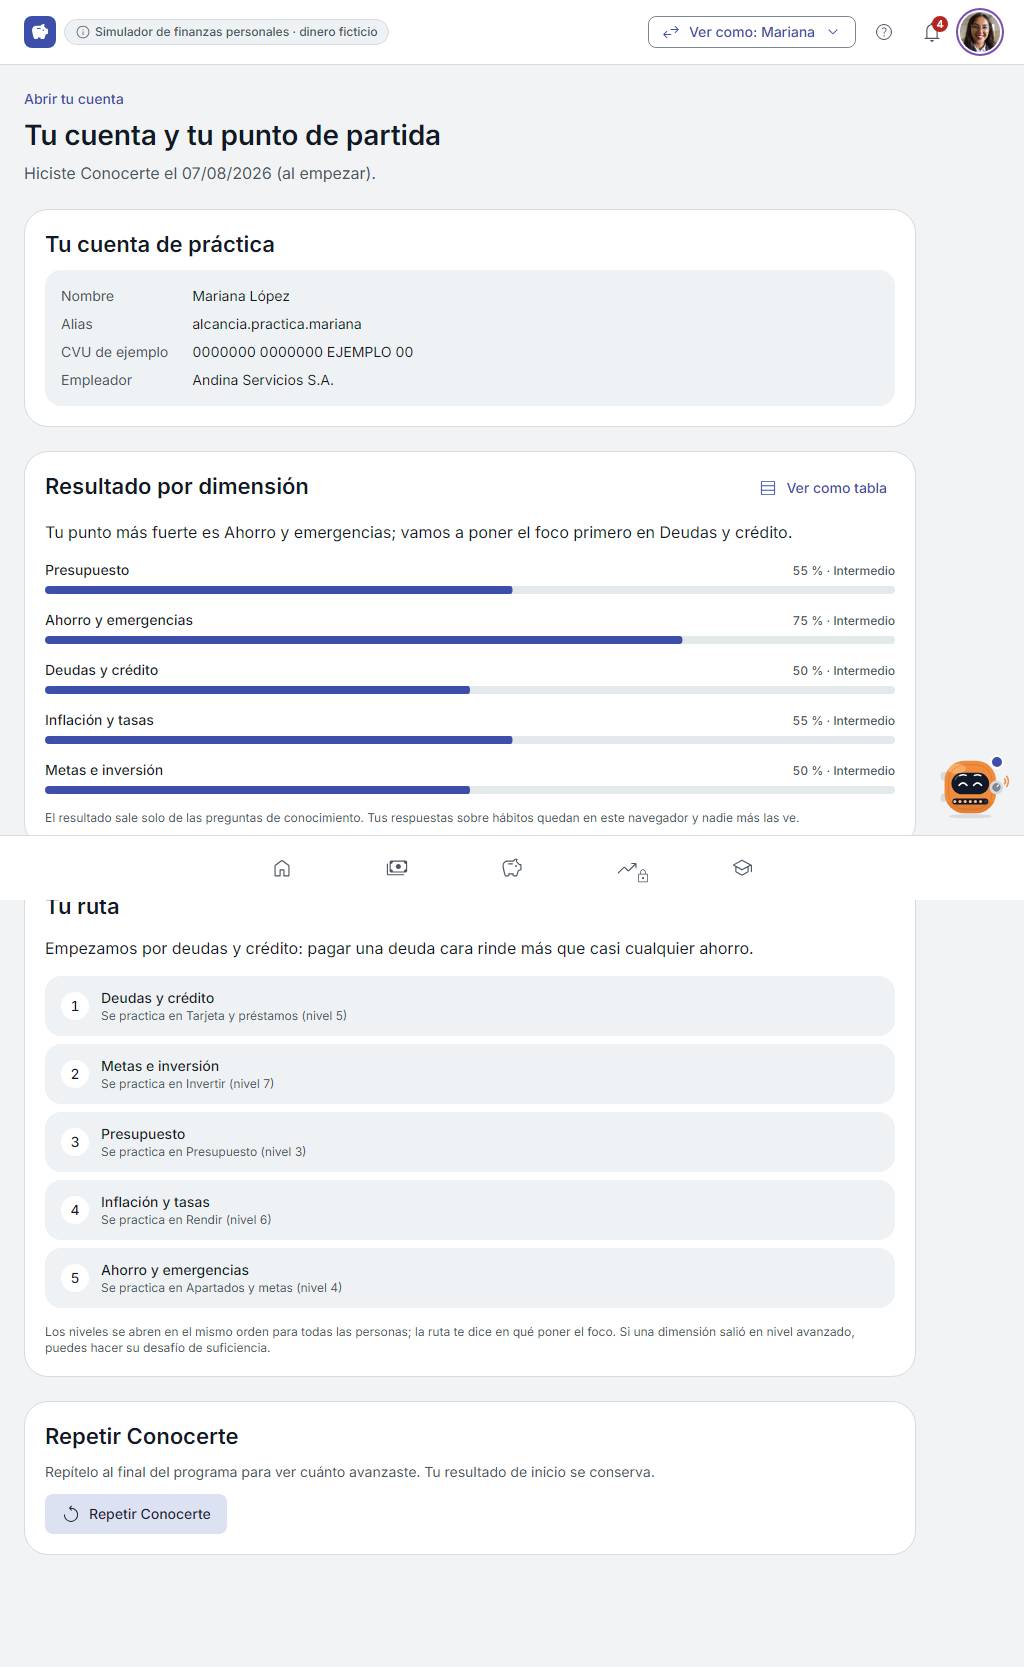 Simulador de finanzas personales · dinero ficticio
Ver como: Mariana
4
Abrir tu cuenta
Tu cuenta y tu punto de partida
Hiciste Conocerte el 07/08/2026 (al empezar).
Tu cuenta de práctica
Nombre Mariana López
Alias alcancia.practica.mariana
CVU de ejemplo 0000000 0000000 EJEMPLO 00
Empleador Andina Servicios S.A.
Resultado por dimensión
Ver como tabla
Tu punto más fuerte es Ahorro y emergencias; vamos a poner el foco primero en Deudas y crédito.
Presupuesto 55 % · Intermedio
Ahorro y emergencias 75 % · Intermedio
Deudas y crédito 50 % · Intermedio
Inflación y tasas 55 % · Intermedio
Metas e inversión 50 % · Intermedio
El resultado sale solo de las preguntas de conocimiento. Tus respuestas sobre hábitos quedan en este navegador y nadie más las ve.
Tu ruta
Empezamos por deudas y crédito: pagar una deuda cara rinde más que casi cualquier ahorro.
1
Deudas y crédito
Se practica en Tarjeta y préstamos (nivel 5)
2
Metas e inversión
Se practica en Invertir (nivel 7)
3
Presupuesto
Se practica en Presupuesto (nivel 3)
4
Inflación y tasas
Se practica en Rendir (nivel 6)
5
Ahorro y emergencias
Se practica en Apartados y metas (nivel 4)
Los niveles se abren en el mismo orden para todas las personas; la ruta te dice en qué poner el foco. Si una dimensión salió en nivel avanzado,
puedes hacer su desafío de suficiencia.
Repetir Conocerte
Repítelo al final del programa para ver cuánto avanzaste. Tu resultado de inicio se conserva.
Repetir Conocerte